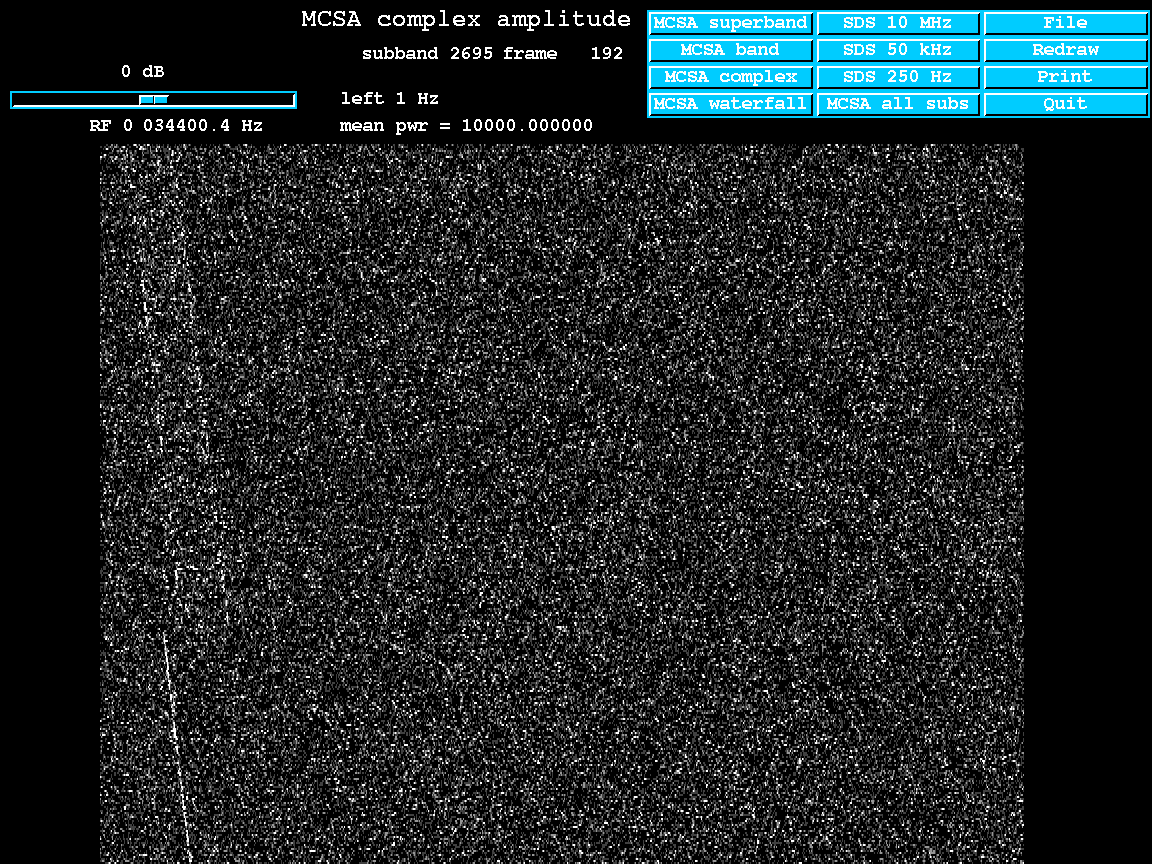 MCSA complex amplitude
subband 2695 frame 192
0 dB
left 1 Hz
RF 0 034400.4 Hz
mean pwr = 10000.000000
MCSA superband SDS 10 MHz File
MCSA band SDS 50 kHz Redraw
MCSA complex SDS 250 Hz Print
MCSA waterfall MCSA all subs Quit